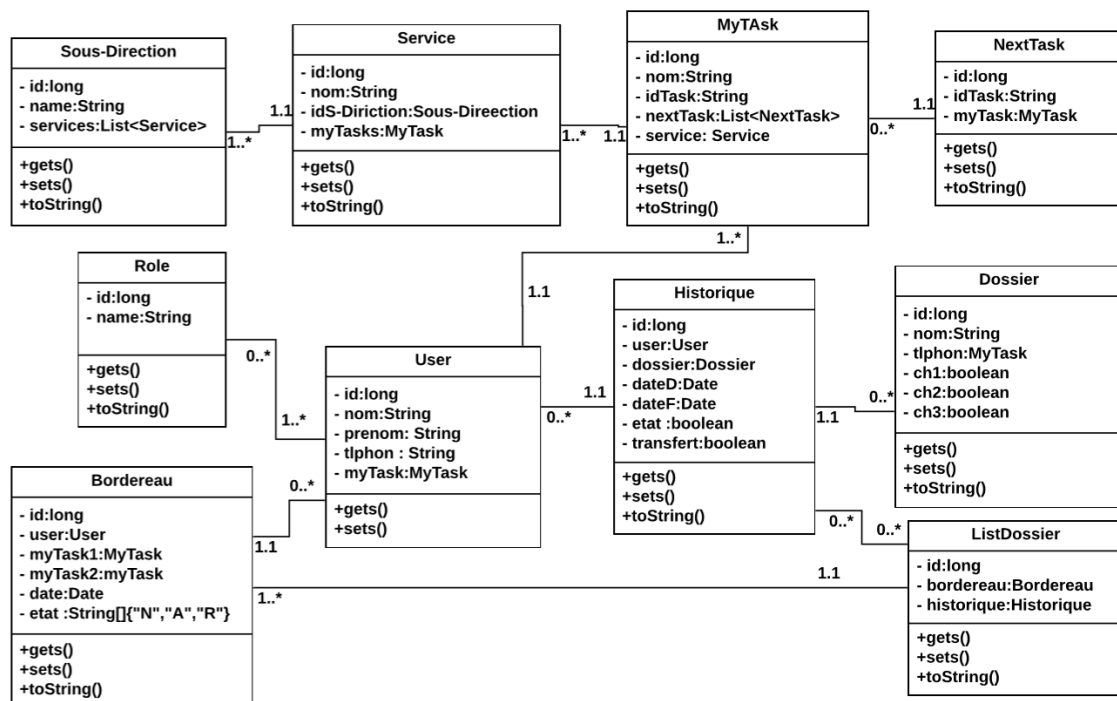 Sous-Direction
- id:long
- name:String
- services:List<Service>
+gets()
+sets()
+toString()
1..*
1.1
Service
- id:long
- nom:String
- idS-Diriction:Sous-Direection
- myTasks:MyTask
+gets()
+sets()
+toString()
1..*
1.1
MyTAsk
- id:long
- nom:String
- idTask:String
- nextTask:List<NextTask>
- service: Service
+gets()
+sets()
+toString()
0..*
1.1
NextTask
- id:long
- idTask:String
- myTask:MyTask
+gets()
+sets()
+toString()
1..*
1.1
Role
- id:long
- name:String
+gets()
+sets()
+toString()
0..*
1..*
User
- id:long
- nom:String
- prenom: String
- tlphon : String
- myTask:MyTask
+gets()
+sets()
0..*
1.1
Historique
- id:long
- user:User
- dossier:Dossier
- dateD:Date
- dateF:Date
- etat :boolean
- transfert:boolean
+gets()
+sets()
+toString()
1.1
0..*
Dossier
- id:long
- nom:String
- tlphon:MyTask
- ch1:boolean
- ch2:boolean
- ch3:boolean
+gets()
+sets()
+toString()
Bordereau
- id:long
- user:User
- myTask1:MyTask
- myTask2:myTask
- date:Date
- etat :String[]{"N","A","R"}
+gets()
+sets()
+toString()
0..*
1.1
1..*
1.1
0..*
0..*
ListDossier
- id:long
- bordereau:Bordereau
- historique:Historique
+gets()
+sets()
+toString()